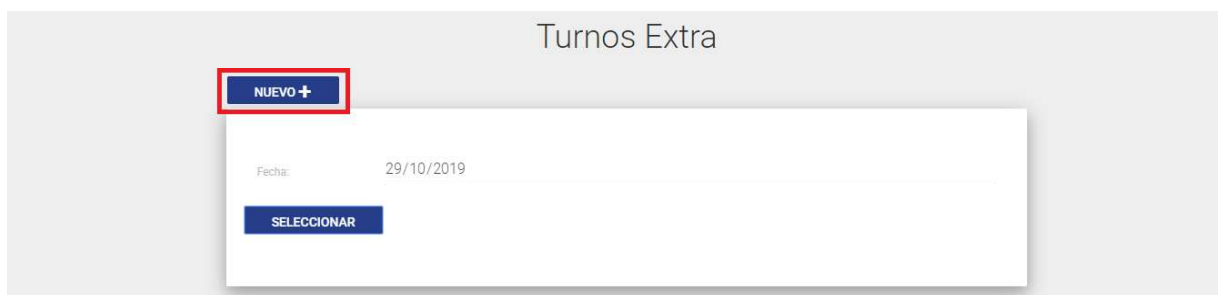 Turnos Extra
NUEVO +
Fecha: 29/10/2019
SELECCIONAR